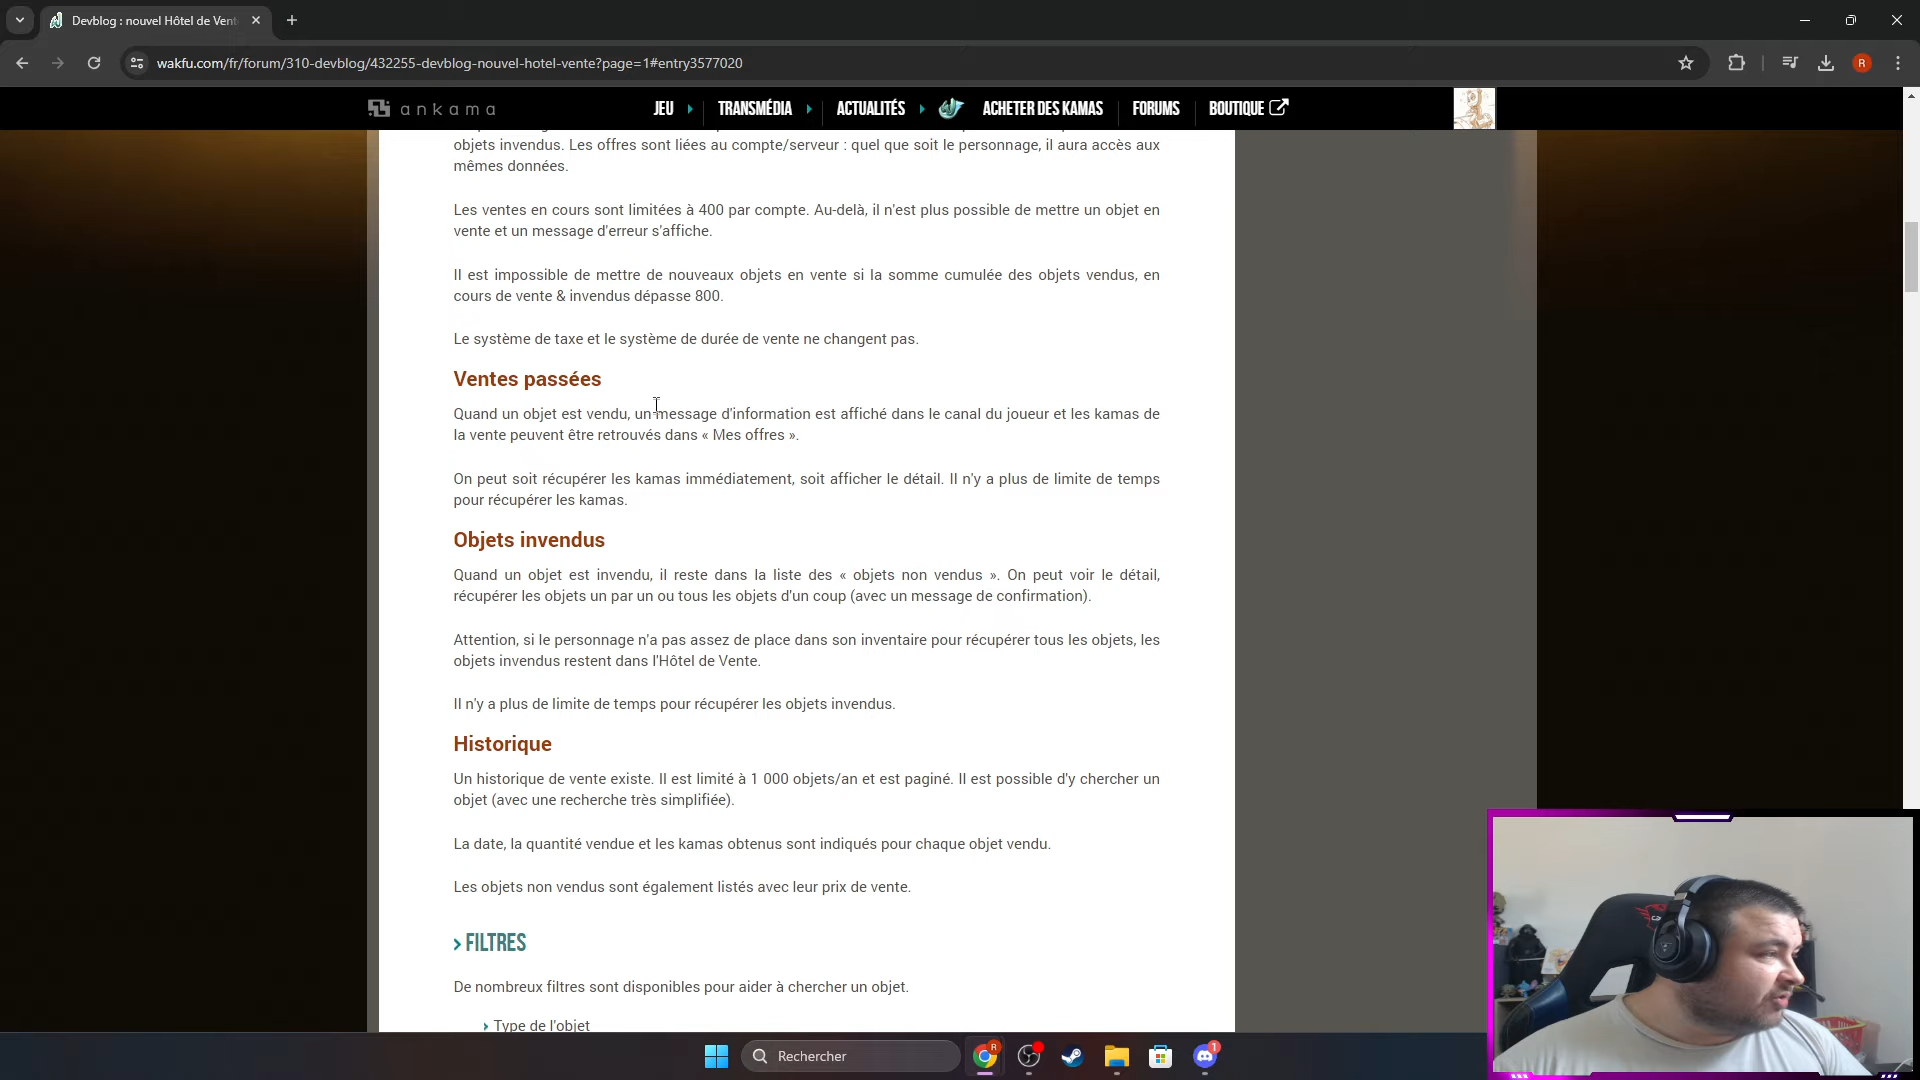 Devblog : nouvel Hôtel de Vent
wakfu.com/fr/forum/310-devblog/432255-devblog-nouvel-hotel-vente?page=1#entry3577020
R
ankama
JEU
TRANSMÉDIA
ACTUALITÉS
ACHETER DES KAMAS
FORUMS
BOUTIQUE
objets invendus. Les offres sont liées au compte/serveur : quel que soit le personnage, il aura accès aux
mêmes données.
Les ventes en cours sont limitées à 400 par compte. Au-delà, il n'est plus possible de mettre un objet en
vente et un message d'erreur s'affiche.
Il est impossible de mettre de nouveaux objets en vente si la somme cumulée des objets vendus, en
cours de vente & invendus dépasse 800.
Le système de taxe et le système de durée de vente ne changent pas.
Ventes passées
Quand un objet est vendu, un message d'information est affiché dans le canal du joueur et les kamas de
la vente peuvent être retrouvés dans « Mes offres ».
On peut soit récupérer les kamas immédiatement, soit afficher le détail. Il n'y a plus de limite de temps
pour récupérer les kamas.
Objets invendus
Quand un objet est invendu, il reste dans la liste des « objets non vendus ». On peut voir le détail,
récupérer les objets un par un ou tous les objets d'un coup (avec un message de confirmation).
Attention, si le personnage n'a pas assez de place dans son inventaire pour récupérer tous les objets, les
objets invendus restent dans l'Hôtel de Vente.
Il n'y a plus de limite de temps pour récupérer les objets invendus.
Historique
Un historique de vente existe. Il est limité à 1 000 objets/an et est paginé. Il est possible d'y chercher un
objet (avec une recherche très simplifiée).
La date, la quantité vendue et les kamas obtenus sont indiqués pour chaque objet vendu.
Les objets non vendus sont également listés avec leur prix de vente.
FILTRES
De nombreux filtres sont disponibles pour aider à chercher un objet.
Type de l'objet
Rechercher
R
1